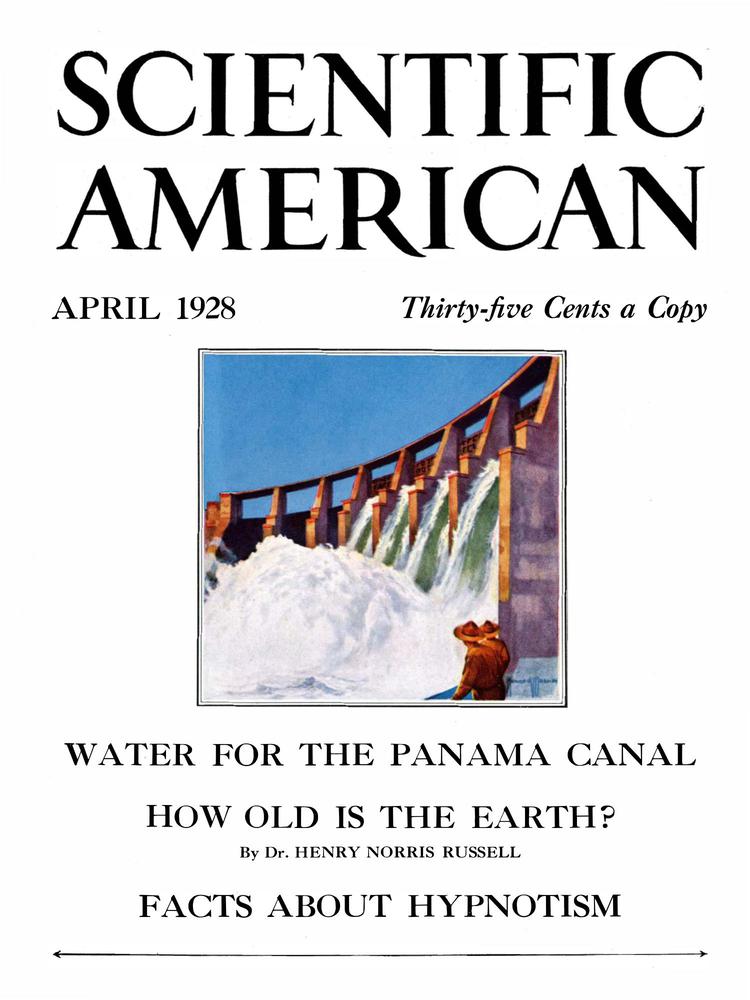 SCIENTIFIC
AMERICAN
APRIL 1928 Thirty-five Cents a Copy
WATER FOR THE PANAMA CANAL
HOW OLD IS THE EARTH?
By Dr. HENRY NORRIS RUSSELL
FACTS ABOUT HYPNOTISM